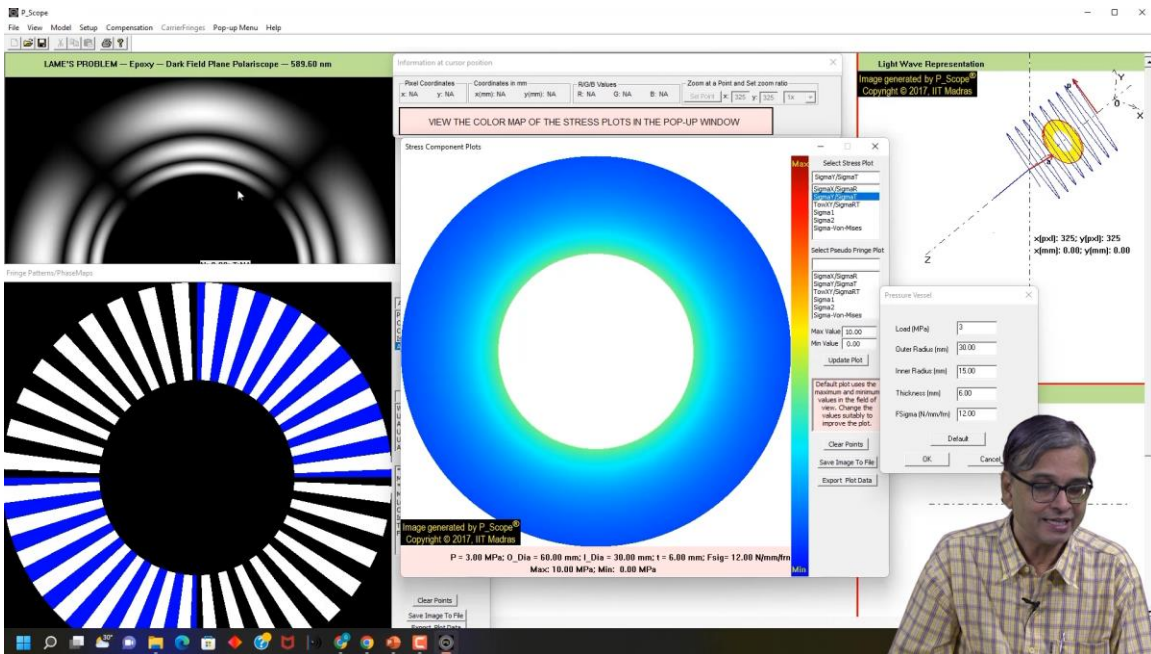 P_Scope
File View Model Setup Compensation CarrierFringes Pop-up Menu Help
LAME'S PROBLEM — Epoxy — Dark Field Plane Polariscope — 589.60 nm
Fringe Patterns/PhaseMaps
Information at cursor position
Pixel Coordinates
x: NA y: NA
Coordinates in mm
x(mm): NA y(mm): NA
R/G/B Values
R: NA G: NA B: NA
Zoom at a Point and Set zoom ratio
Set Point x: 325 y: 325 1x
VIEW THE COLOR MAP OF THE STRESS PLOTS IN THE POP-UP WINDOW
Stress Component Plots
Max
Min
Image generated by P_Scope®
Copyright © 2017, IIT Madras
P = 3.00 MPa; O_Dia = 60.00 mm; I_Dia = 30.00 mm; t = 6.00 mm; Fsig= 12.00 N/mm/frn
Max: 10.00 MPa; Min: 0.00 MPa
Select Stress Plot
SigmaY/SigmaT
SigmaX/SigmaR
SigmaY/SigmaT
TowXY/SigmaRT
Sigma1
Sigma2
Sigma-Von-Mises
Select Pseudo Fringe Plot
SigmaX/SigmaR
SigmaY/SigmaT
TowXY/SigmaRT
Sigma1
Sigma2
Sigma-Von-Mises
Max Value 10.00
Min Value 0.00
Update Plot
Default plot uses the
maximum and minimum
values in the field of
view. Change the
values suitably to
improve the plot.
Clear Points
Save Image To File
Export Plot Data
Clear Points
Save Image To File
Export Plot Data
Light Wave Representation
Image generated by P_Scope®
Copyright © 2017, IIT Madras
Y
O
X
Z
x(pxl): 325; y(pxl): 325
x(mm): 0.00; y(mm): 0.00
Pressure Vessel
Load (MPa) 3
Outer Radius (mm) 30.00
Inner Radius (mm) 15.00
Thickness (mm) 6.00
FSigma (N/mm/frn) 12.00
Default
OK Cancel
30°